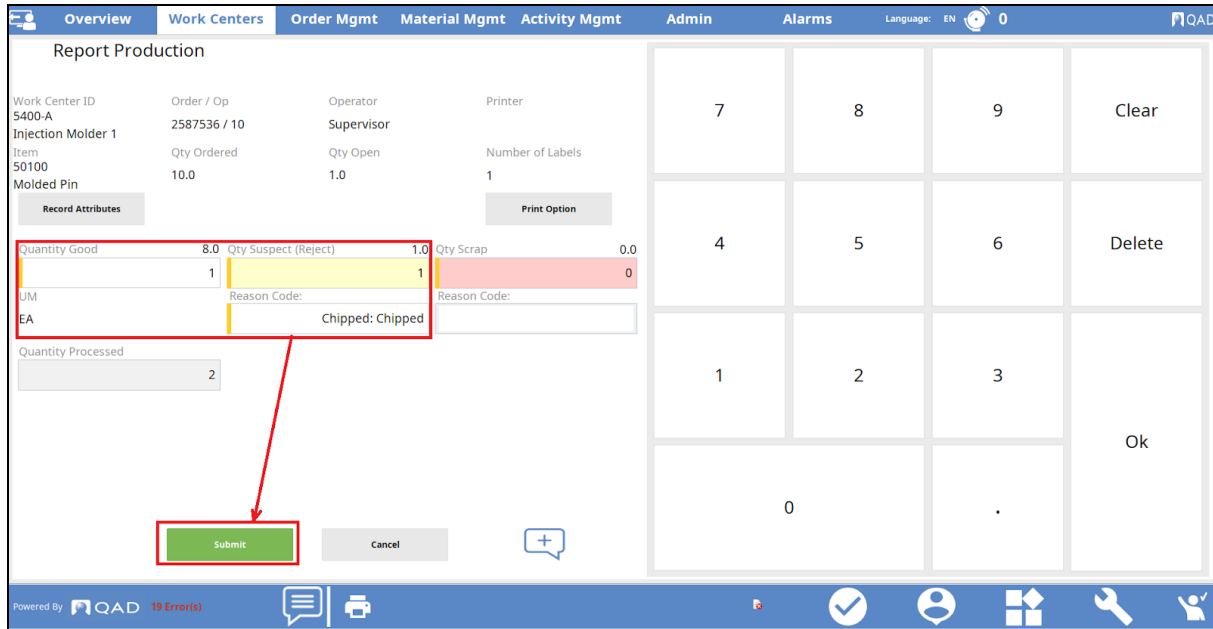 Overview Work Centers Order Mgmt Material Mgmt Activity Mgmt Admin Alarms Language: EN 0 QAD
Report Production
Work Center ID Order / Op Operator Printer
5400-A 2587536 / 10 Supervisor
Injection Molder 1
Item Qty Ordered Qty Open Number of Labels
50100 10.0 1.0 1
Molded Pin
Record Attributes Print Option
Quantity Good 8.0 Qty Suspect (Reject) 1.0 Qty Scrap 0.0
1 1 0
UM Reason Code: Reason Code:
EA Chipped: Chipped
Quantity Processed
2
Submit Cancel
7 8 9 Clear
4 5 6 Delete
1 2 3
Ok
0 .
Powered By QAD 19 Error(s)